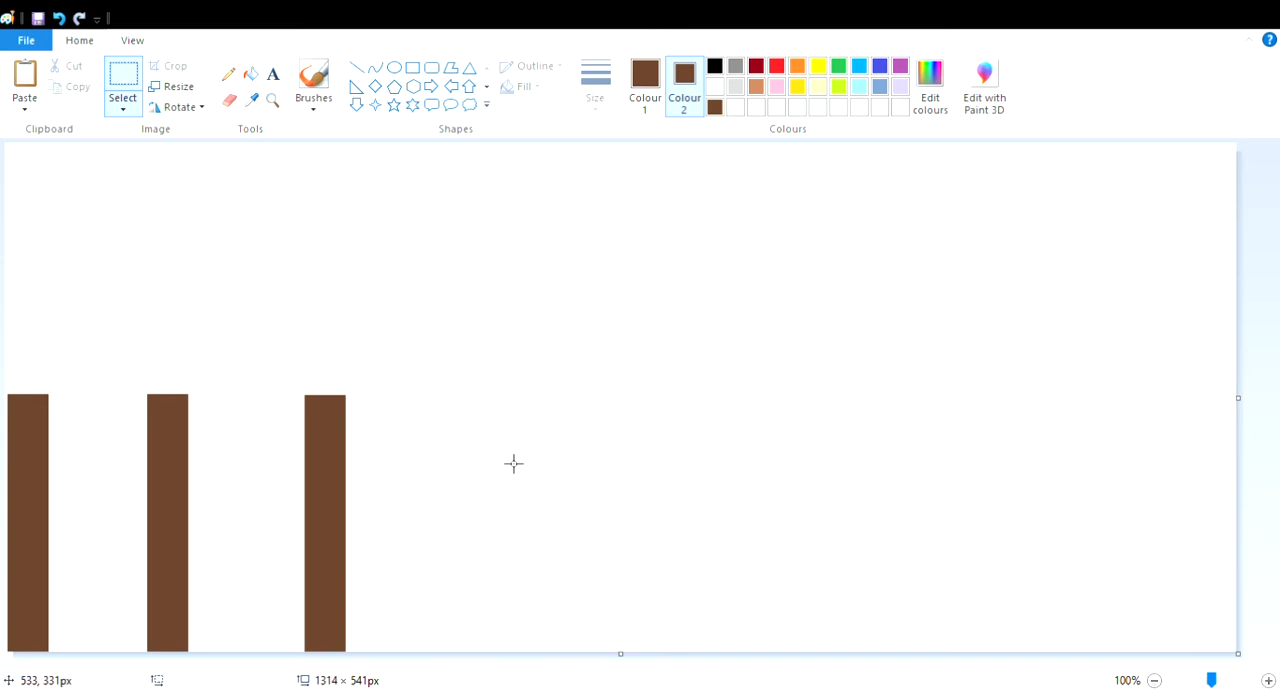 File Home View
Paste
Cut
Copy
Clipboard
Select
Crop
Resize
Rotate
Image
A
Tools
Brushes
Shapes
Outline
Fill
Size
Colour 1
Colour 2
Colours
Edit colours
Edit with Paint 3D
?
533, 331px
1314 × 541px
100%